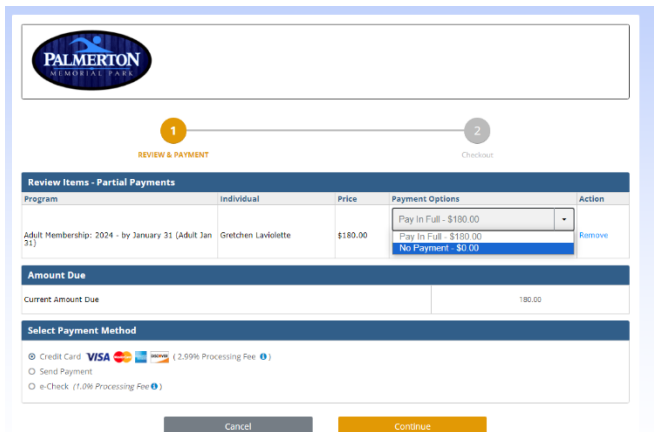 PALMERTON
MEMORIAL PARK
1
2
REVIEW & PAYMENT
Checkout
Review Items - Partial Payments
Program Individual Price Payment Options Action
Pay In Full - $180.00
Adult Membership: 2024 - by January 31 (Adult Jan Gretchen Laviolette $180.00 Pay In Full - $180.00 Remove
31)
No Payment - $0.00
Amount Due
Current Amount Due 180.00
Select Payment Method
Credit Card VISA MasterCard DISCOVER ( 2.99% Processing Fee )
Send Payment
e-Check (1.0% Processing Fee )
Cancel Continue